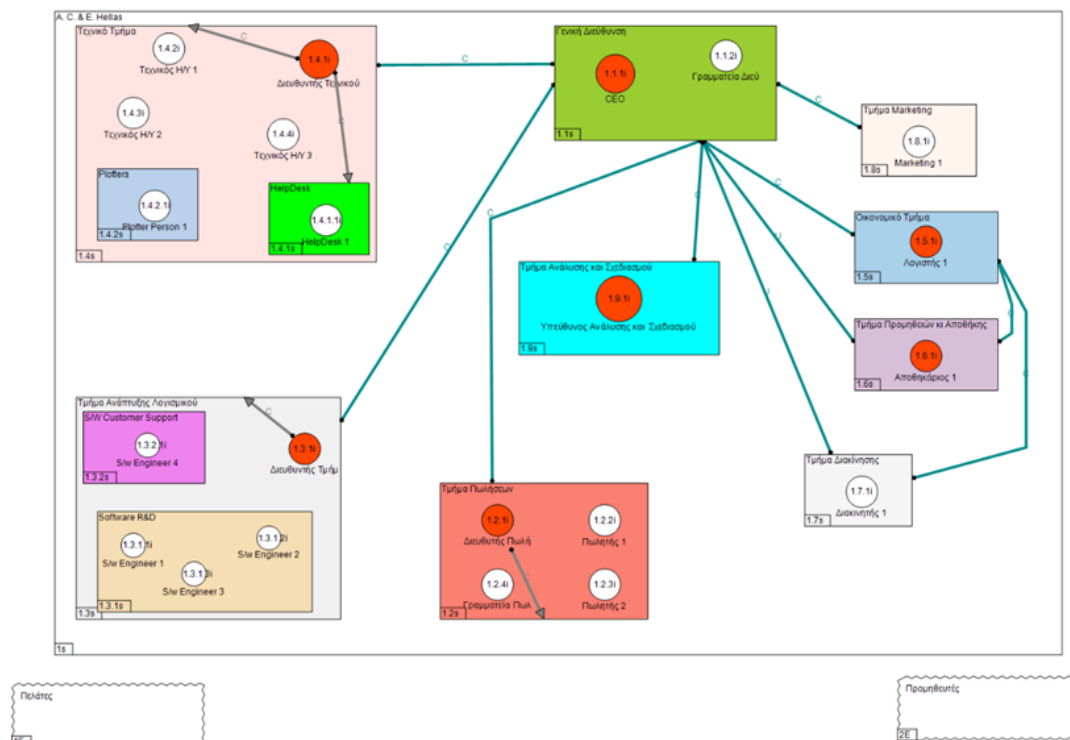 A. C. & E. Hellas
Τεχνικό Τμήμα
1.4.2i
Τεχνικός Η/Υ 1
C
1.4.1i
Διευθυντής Τεχνικού
1.4.3i
Τεχνικός Η/Υ 2
1.4.4i
Τεχνικός Η/Υ 3
C
Plotters
1.4.2.1i
Plotter Person 1
1.4.2s
HelpDesk
1.4.1.1i
HelpDesk 1
1.4.1s
1.4s
C
Γενική Διεύθυνση
1.1.1i
CEO
1.1.2i
Γραμματεία Διεύ
1.1s
C
Τμήμα Marketing
1.8.1i
Marketing 1
1.8s
C
C
C
C
U
U
Οικονομικό Τμήμα
1.5.1i
Λογιστής 1
1.5s
Τμήμα Ανάλυσης και Σχεδιασμού
1.9.1i
Υπεύθυνος Ανάλυσης και Σχεδιασμού
1.9s
C
Τμήμα Προμηθειών κι Αποθήκης
1.6.1i
Αποθηκάριος 1
1.6s
C
Τμήμα Ανάπτυξης Λογισμικού
S/W Customer Support
1.3.2.1i
S/w Engineer 4
1.3.2s
C
1.3.1i
Διευθυντής Τμήμ
Software R&D
1.3.1.1i
S/w Engineer 1
1.3.1.2i
S/w Engineer 2
1.3.1.3i
S/w Engineer 3
1.3.1s
1.3s
Τμήμα Πωλήσεων
1.2.1i
Διευθυτής Πωλή
1.2.2i
Πωλητής 1
C
1.2.4i
Γραμματεία Πωλ
1.2.3i
Πωλητής 2
1.2s
Τμήμα Διακίνησης
1.7.1i
Διακινητής 1
1.7s
1s
Πελάτες
Προμηθευτές
2E